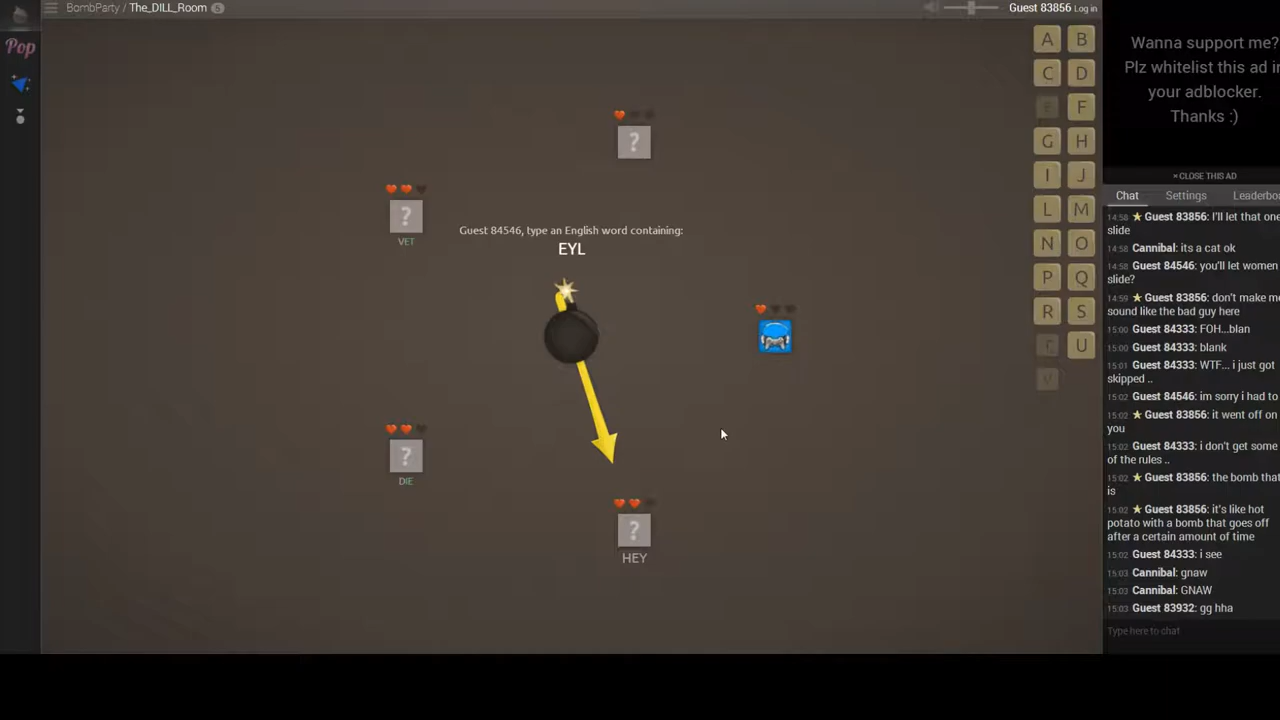 BombParty / The_DILL_Room 6
Guest 83856 Log in
Pop
A B
C D
F
G H
I J
L M
N O
P Q
R S
U
V
Wanna support me?
Plz whitelist this ad in
your adblocker.
Thanks :)
× CLOSE THIS AD
Chat Settings Leaderboa
14:58 ★ Guest 83856: I'll let that one
slide
14:58 Cannibal: its a cat ok
14:58 Guest 84546: you'll let women
slide?
14:59 ★ Guest 83856: don't make me
sound like the bad guy here
15:00 Guest 84333: FOH...blan
15:00 Guest 84333: blank
15:01 Guest 84333: WTF... i just got
skipped ..
15:02 Guest 84546: im sorry i had to
15:02 ★ Guest 83856: it went off on
you
15:02 Guest 84333: i don't get some
of the rules ..
15:02 ★ Guest 83856: the bomb that
is
15:02 ★ Guest 83856: it's like hot
potato with a bomb that goes off
after a certain amount of time
15:02 Guest 84333: i see
15:03 Cannibal: gnaw
15:03 Cannibal: GNAW
15:03 Guest 83932: gg hha
Type here to chat
?
?
VET
Guest 84546, type an English word containing:
EYL
?
DIE
?
HEY